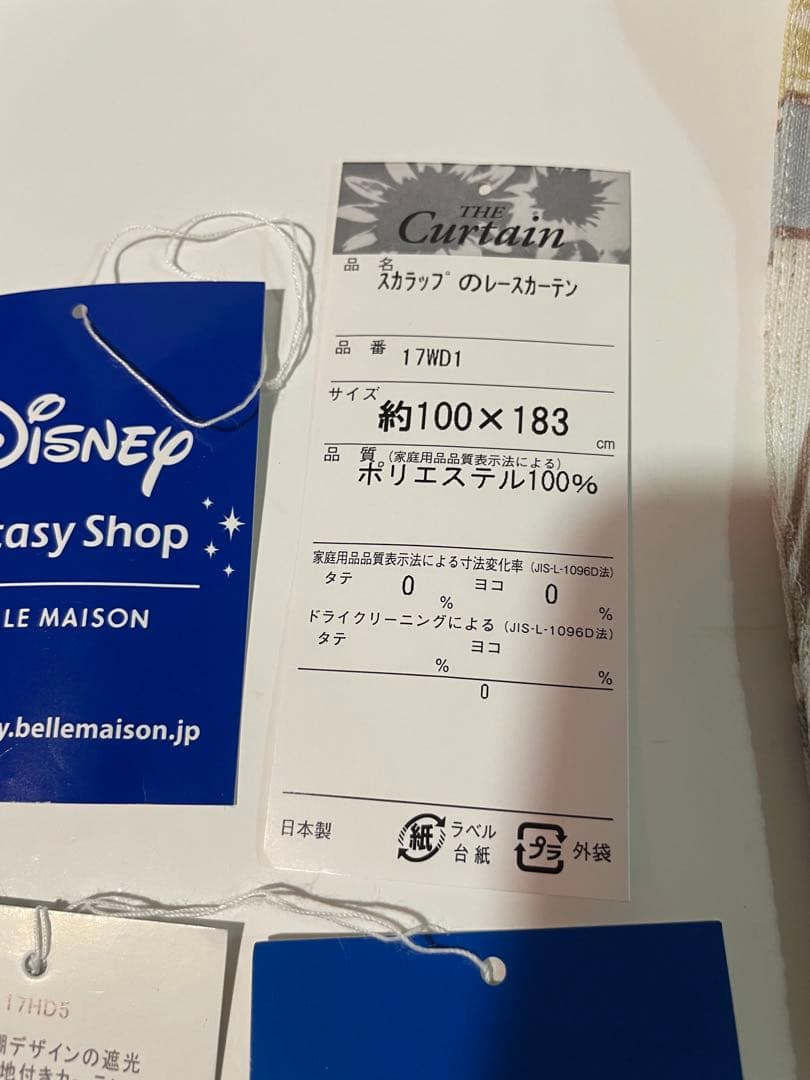 THE
Curtain
品 名
スカラップのレースカーテン
品 番 17WD1
サイズ
約100×183
cm
品 質 (家庭用品品質表示法による)
ポリエステル100%
家庭用品品質表示法による寸法変化率 (JIS-L-1096D法)
タテ 0 % ヨコ 0 %
ドライクリーニングによる (JIS-L-1096D法)
タテ % ヨコ %
0
日本製
紙 ラベル
台紙
プラ 外袋
DISNEY
tasy Shop
LE MAISON
y.bellemaison.jp
17HD5
デザインの遮光